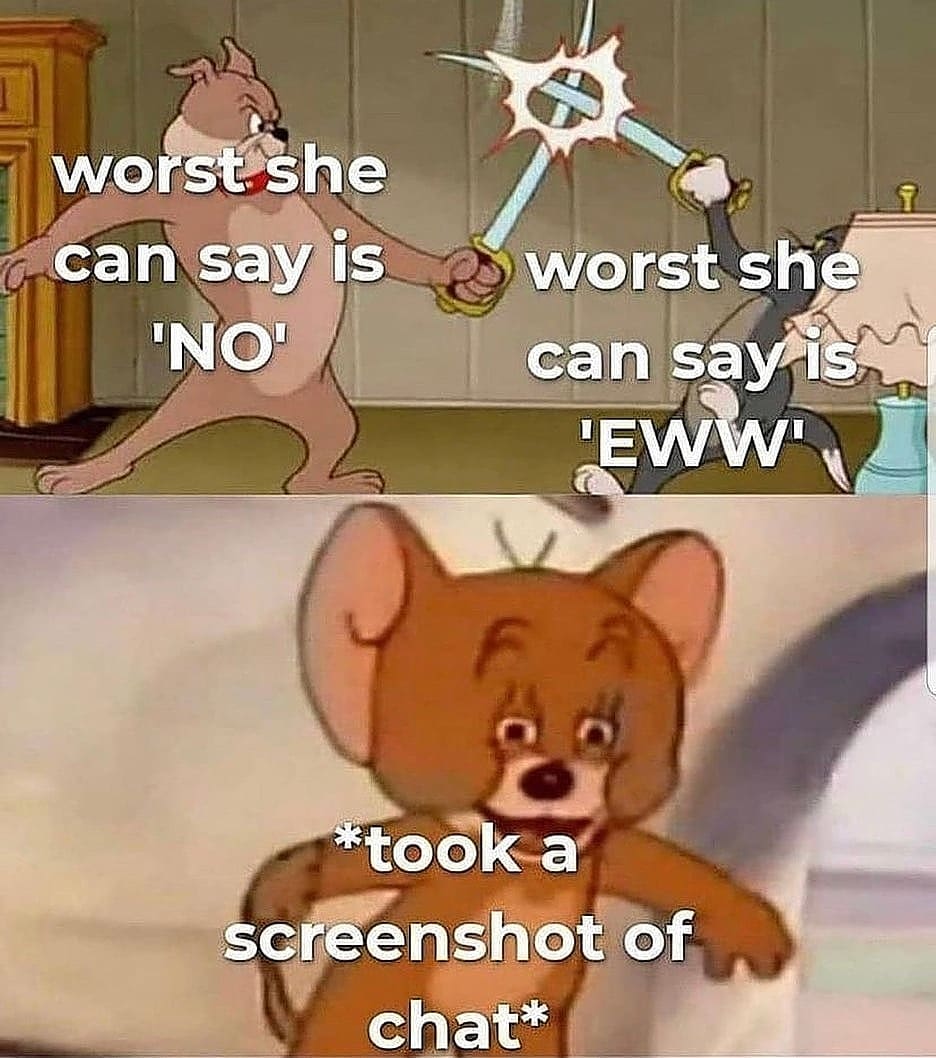 worst she
can say is
'NO'
worst she
can say is
'EWW'
*took a
screenshot of
chat*